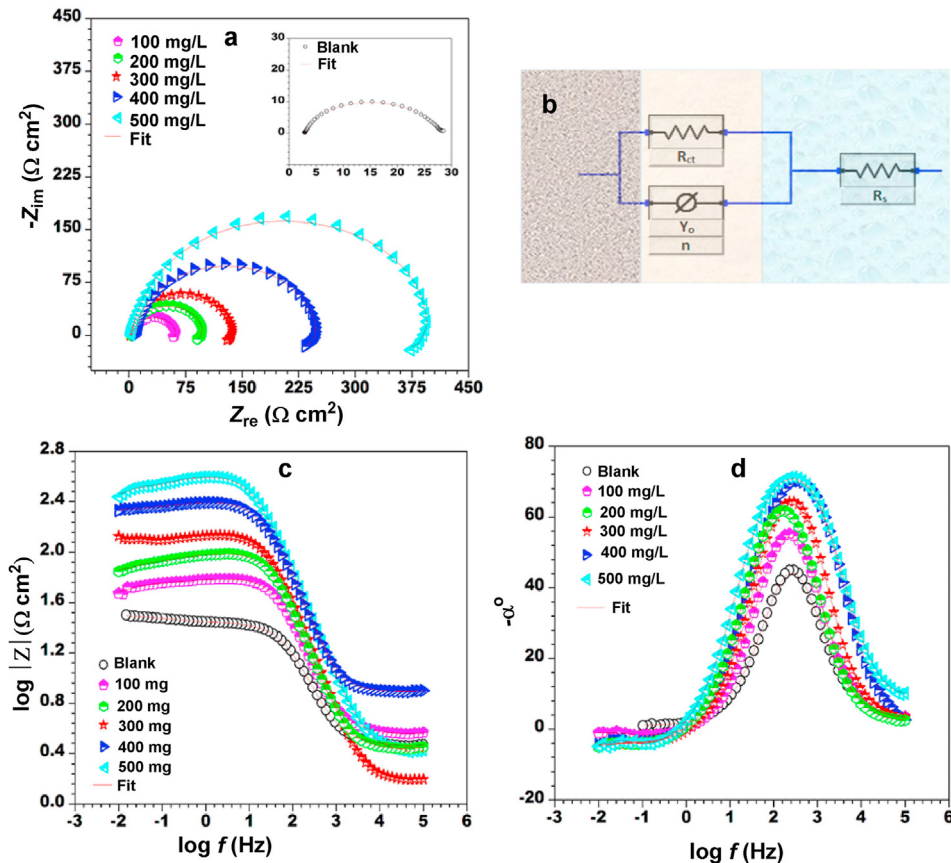 a
-Z_im (Ω cm²)
450
375
300
225
150
75
0
0 75 150 225 300 375 450
Z_re (Ω cm²)
100 mg/L
200 mg/L
300 mg/L
400 mg/L
500 mg/L
Fit
30
20
10
0
0 5 10 15 20 25 30
Blank
Fit
b
R_ct
Y_o
n
R_s
c
log |Z| (Ω cm²)
2.8
2.4
2.0
1.6
1.2
0.8
0.4
0.0
-3 -2 -1 0 1 2 3 4 5 6
log f (Hz)
Blank
100 mg
200 mg
300 mg
400 mg
500 mg
Fit
d
-α°
80
60
40
20
0
-20
-3 -2 -1 0 1 2 3 4 5 6
log f (Hz)
Blank
100 mg/L
200 mg/L
300 mg/L
400 mg/L
500 mg/L
Fit